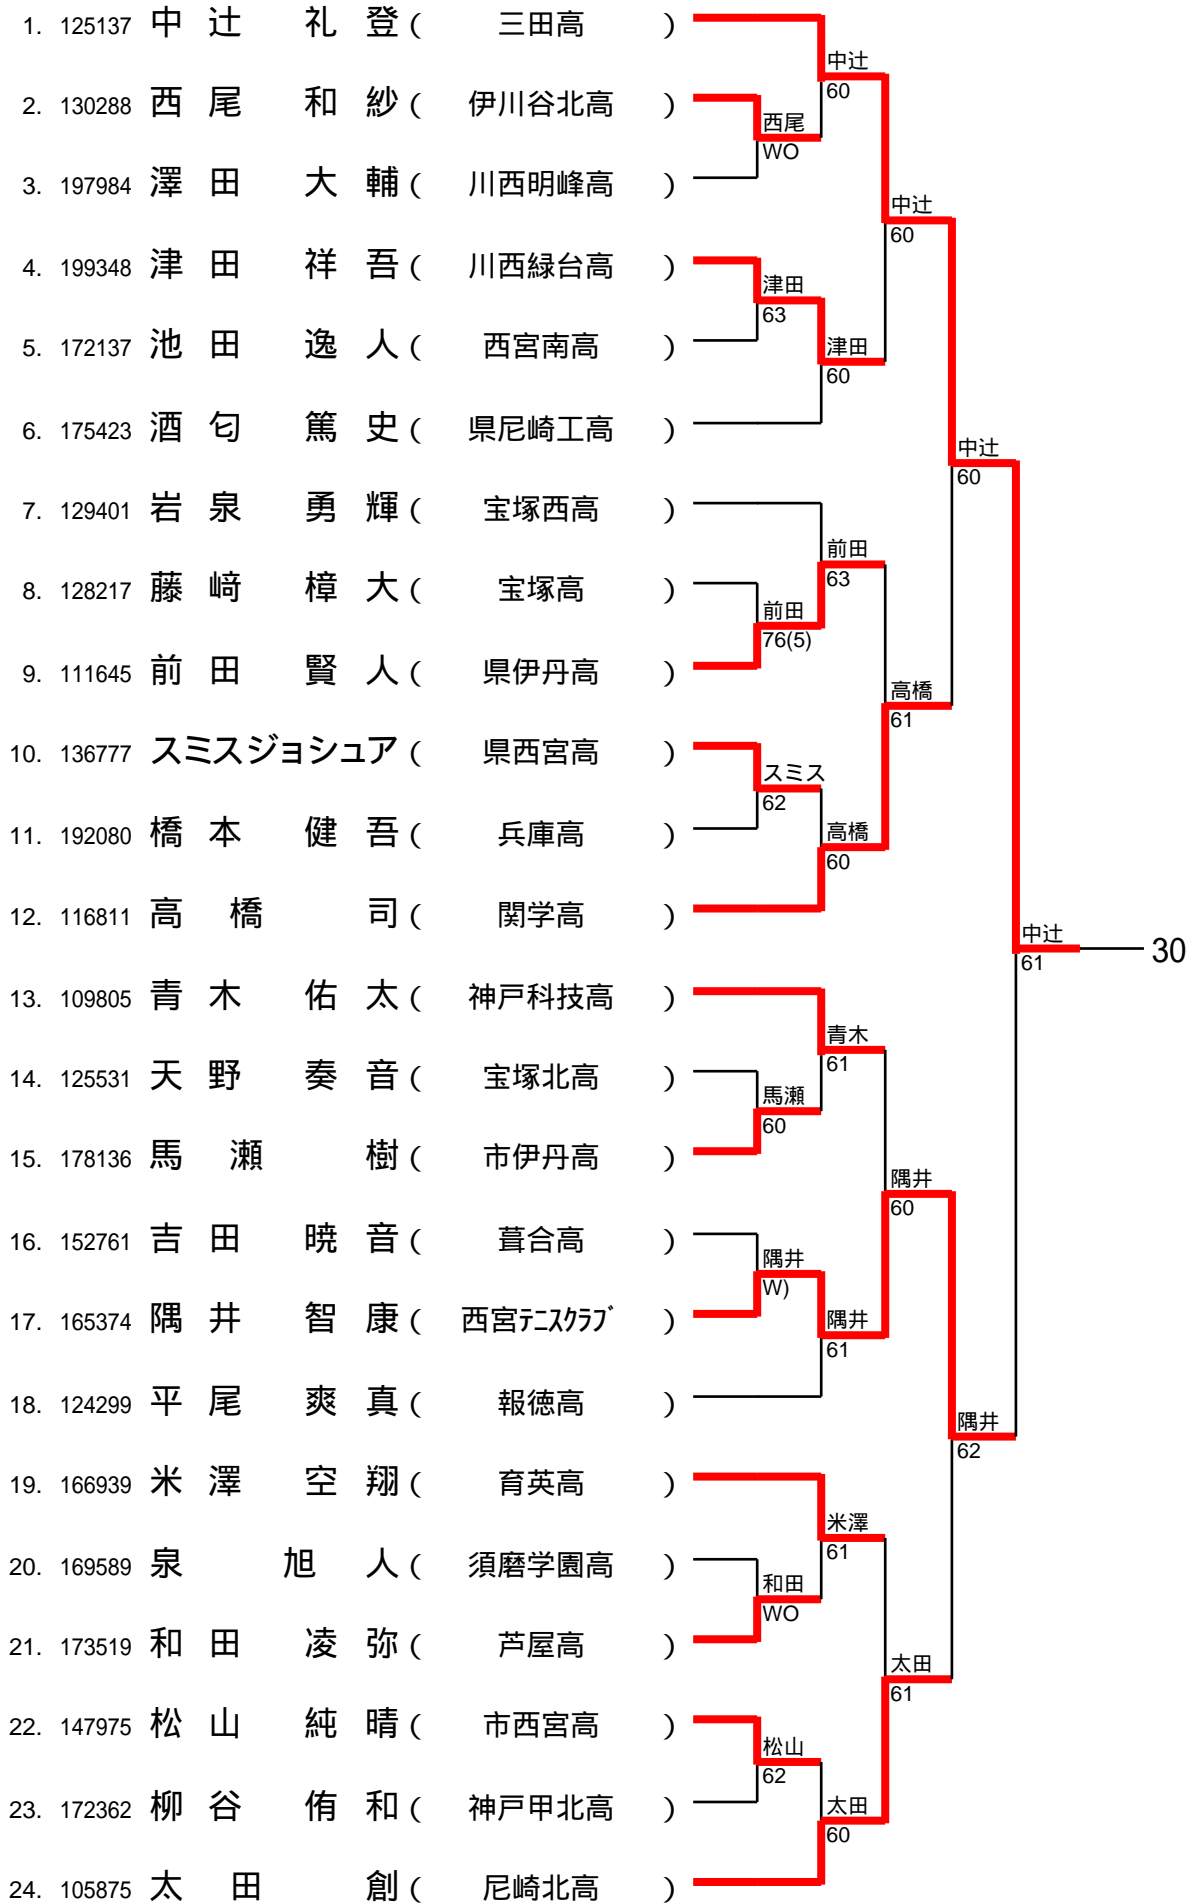 1. 125137 中辻 礼登 ( 三田高 )
中辻
60
2. 130288 西尾 和紗 ( 伊川谷北高 )
西尾
WO
3. 197984 澤田 大輔 ( 川西明峰高 )
中辻
60
4. 199348 津田 祥吾 ( 川西緑台高 )
津田
63
5. 172137 池田 逸人 ( 西宮南高 )
津田
60
6. 175423 酒匂 篤史 ( 県尼崎工高 )
中辻
60
7. 129401 岩泉 勇輝 ( 宝塚西高 )
前田
63
8. 128217 藤﨑 樟大 ( 宝塚高 )
前田
76(5)
9. 111645 前田 賢人 ( 県伊丹高 )
高橋
61
10. 136777 スミスジョシュア ( 県西宮高 )
スミス
62
11. 192080 橋本 健吾 ( 兵庫高 )
高橋
60
12. 116811 高橋 司 ( 関学高 )
中辻
61
30
13. 109805 青木 佑太 ( 神戸科技高 )
青木
61
14. 125531 天野 奏音 ( 宝塚北高 )
馬瀬
60
15. 178136 馬瀬 樹 ( 市伊丹高 )
隅井
60
16. 152761 吉田 暁音 ( 葺合高 )
隅井
W)
17. 165374 隅井 智康 ( 西宮ﾃﾆｽｸﾗﾌﾞ )
隅井
61
18. 124299 平尾 爽真 ( 報徳高 )
隅井
62
19. 166939 米澤 空翔 ( 育英高 )
米澤
61
20. 169589 泉 旭人 ( 須磨学園高 )
和田
WO
21. 173519 和田 凌弥 ( 芦屋高 )
太田
61
22. 147975 松山 純晴 ( 市西宮高 )
松山
62
23. 172362 柳谷 侑和 ( 神戸甲北高 )
太田
60
24. 105875 太田 創 ( 尼崎北高 )